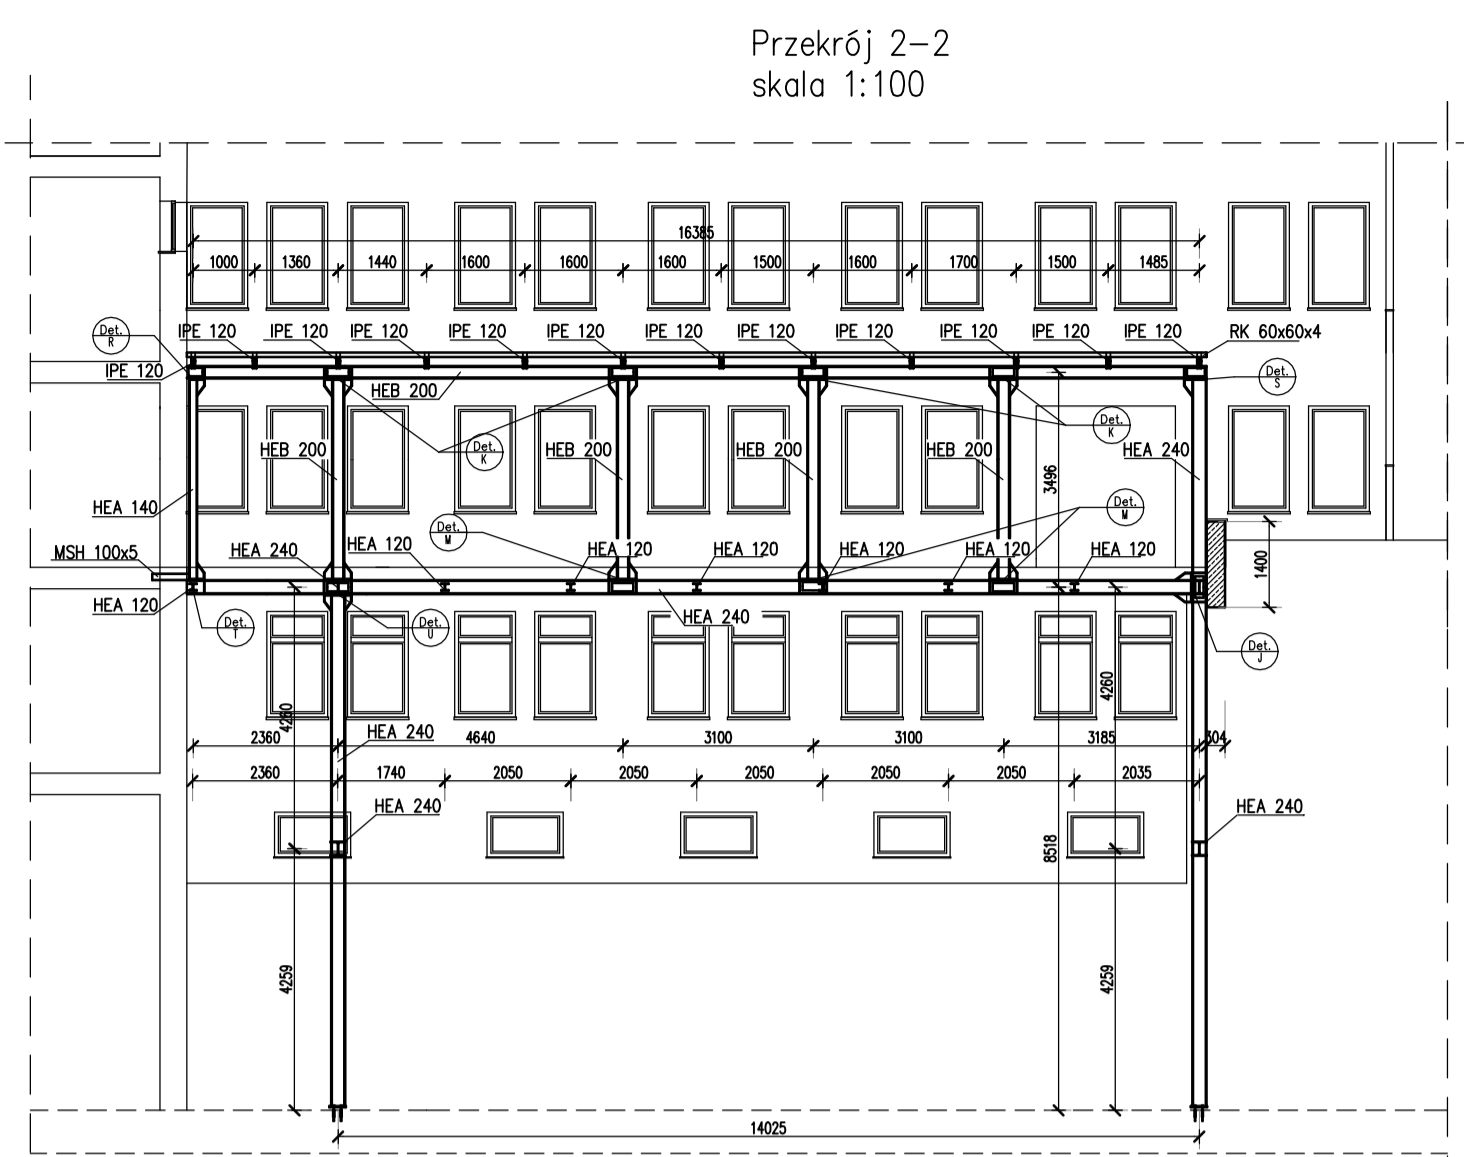 Przekrój 2-2
skala 1:100
16385
1000 1360 1440 1600 1600 1600 1500 1600 1700 1500 1485
IPE 120 IPE 120 IPE 120 IPE 120 IPE 120 IPE 120 IPE 120 IPE 120 IPE 120 IPE 120 IPE 120 RK 60x60x4
Det.
R
IPE 120
HEB 200
Det.
S
Det.
K
Det.
K
HEB 200 HEB 200 HEB 200 HEB 200 HEA 240
3496
HEA 140
Det.
M
Det.
M
MSH 100x5 HEA 240 HEA 120 HEA 120 HEA 120 HEA 120 HEA 120 HEA 120
1400
HEA 120
Det.
T
Det.
U
HEA 240
Det.
J
4260
4260
HEA 240
2360 4640 3100 3100 3185 304
2360 1740 2050 2050 2050 2050 2050 2035
HEA 240
HEA 240
8518
4259
4259
14025